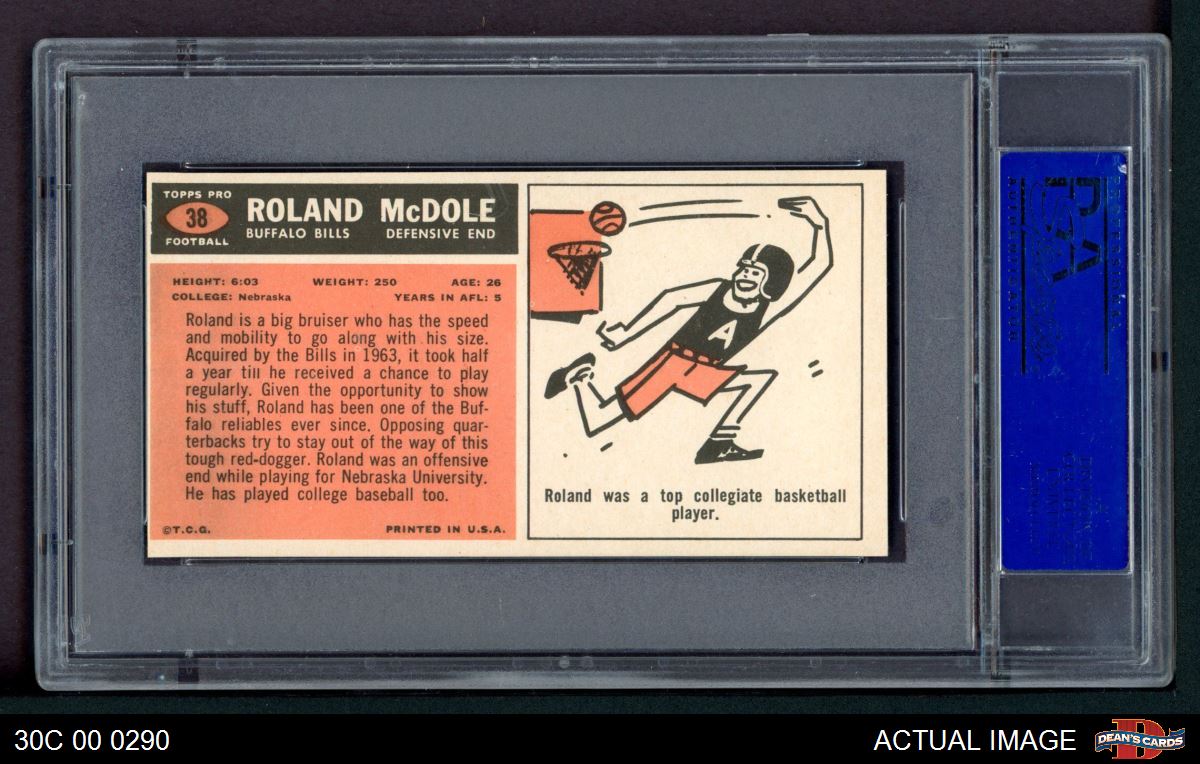 TOPPS PRO
38
FOOTBALL
ROLAND McDOLE
BUFFALO BILLS DEFENSIVE END
HEIGHT: 6:03 WEIGHT: 250 AGE: 26
COLLEGE: Nebraska YEARS IN AFL: 5
Roland is a big bruiser who has the speed
and mobility to go along with his size.
Acquired by the Bills in 1963, it took half
a year till he received a chance to play
regularly. Given the opportunity to show
his stuff, Roland has been one of the Buf-
falo reliables ever since. Opposing quar-
terbacks try to stay out of the way of this
tough red-dogger. Roland was an offensive
end while playing for Nebraska University.
He has played college baseball too.
©T.C.G. PRINTED IN U.S.A.
A
Roland was a top collegiate basketball
player.
PSA
30C 00 0290
ACTUAL IMAGE
DEAN'S CARDS